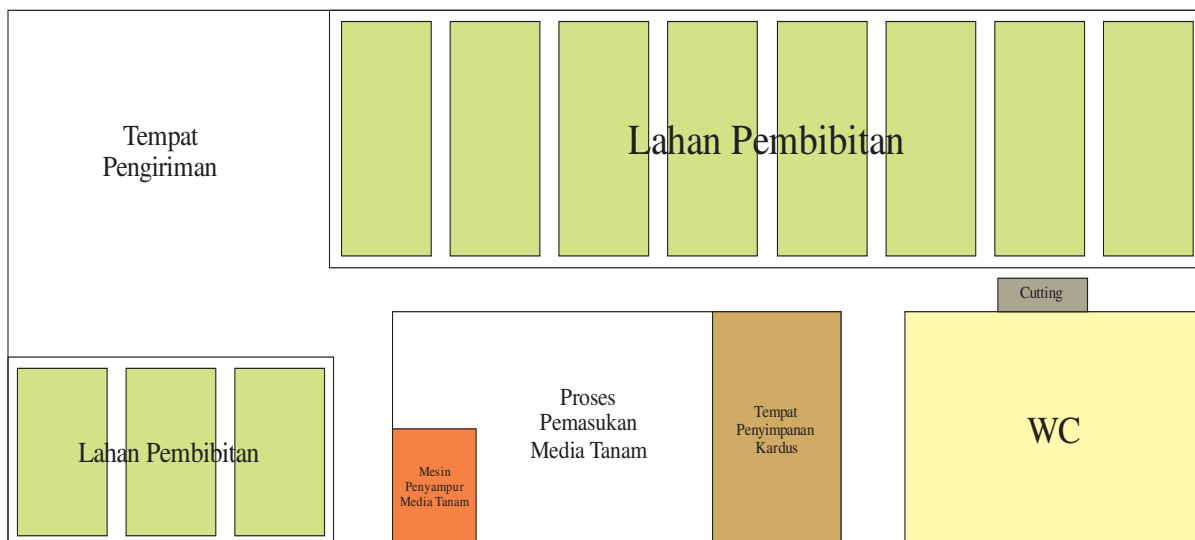 Tempat
Pengiriman
Lahan Pembibitan
Cutting
Lahan Pembibitan
Mesin
Penyampur
Media Tanam
Proses
Pemasukan
Media Tanam
Tempat
Penyimpanan
Kardus
WC